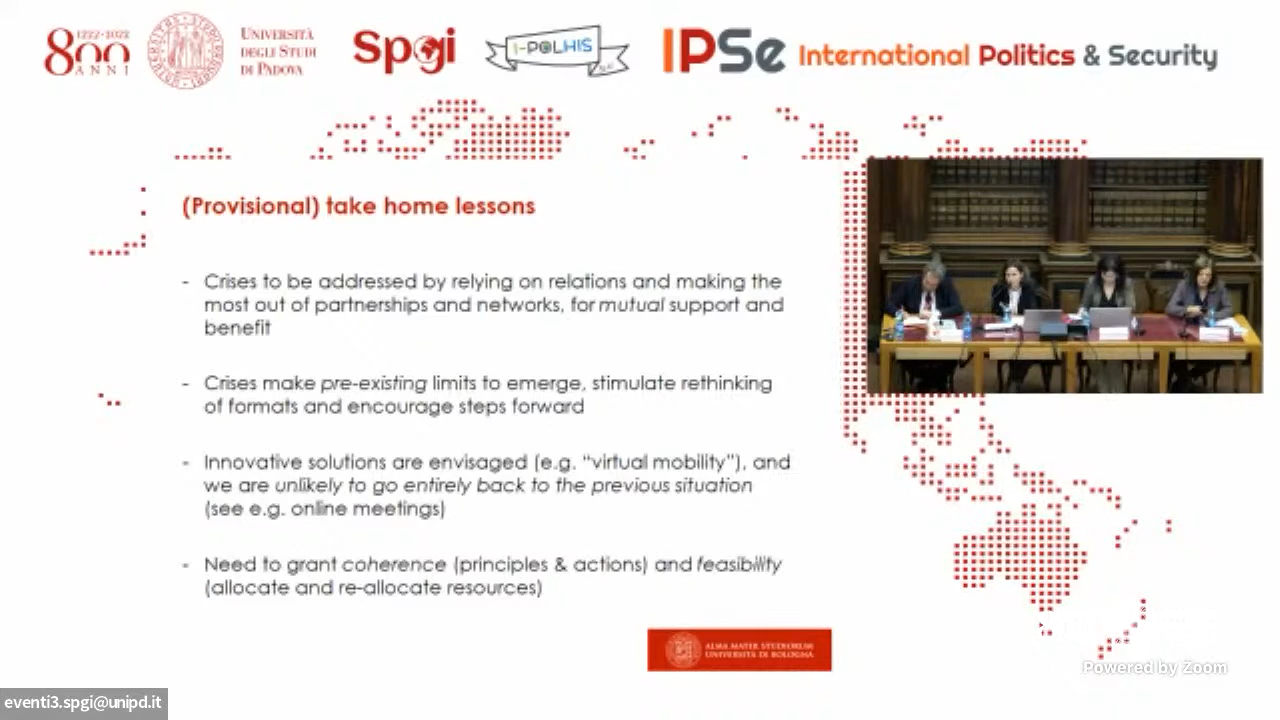 1222·2022
800
ANNI
UNIVERSITÀ
DEGLI STUDI
DI PADOVA
Spgi
I-POLHIS
IPSe International Politics & Security
(Provisional) take home lessons
- Crises to be addressed by relying on relations and making the
most out of partnerships and networks, for mutual support and
benefit
- Crises make pre-existing limits to emerge, stimulate rethinking
of formats and encourage steps forward
- Innovative solutions are envisaged (e.g. “virtual mobility”), and
we are unlikely to go entirely back to the previous situation
(see e.g. online meetings)
- Need to grant coherence (principles & actions) and feasibility
(allocate and re-allocate resources)
ALMA MATER STUDIORUM
UNIVERSITÀ DI BOLOGNA
Powered by Zoom
eventi3.spgi@unipd.it